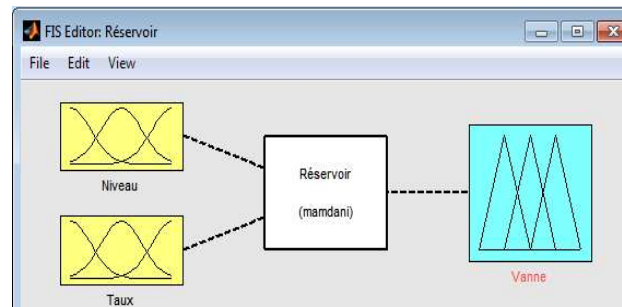 FIS Editor: Réservoir
File Edit View
Niveau
Réservoir
(mamdani)
Taux
Vanne